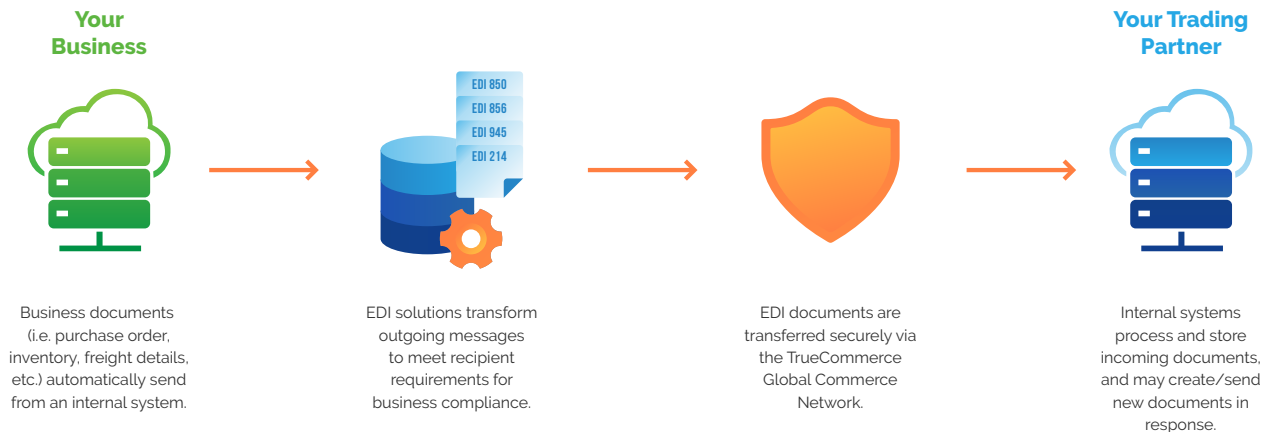 Your
Business
Your Trading
Partner
EDI 850
EDI 856
EDI 945
EDI 214
Business documents
(i.e. purchase order,
inventory, freight details,
etc.) automatically send
from an internal system.
EDI solutions transform
outgoing messages
to meet recipient
requirements for
business compliance.
EDI documents are
transferred securely via
the TrueCommerce
Global Commerce
Network.
Internal systems
process and store
incoming documents,
and may create/send
new documents in
response.